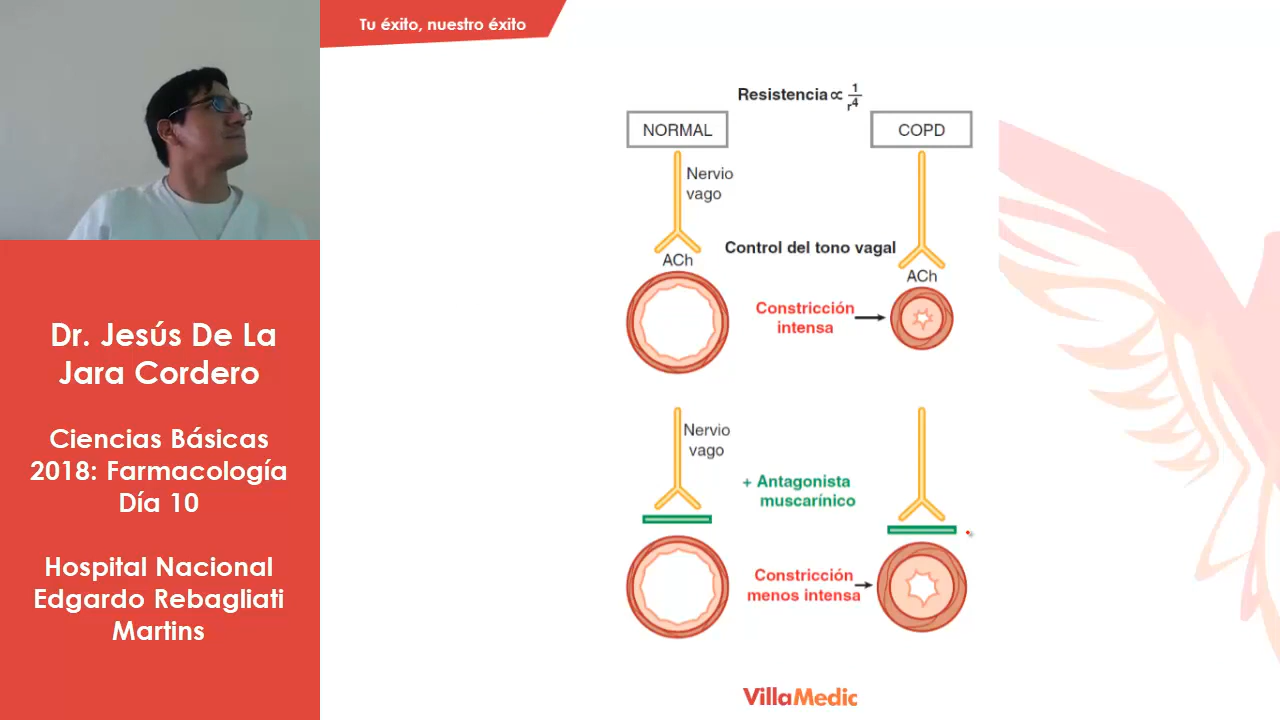 Tu éxito, nuestro éxito
Dr. Jesús De La
Jara Cordero
Ciencias Básicas
2018: Farmacología
Día 10
Hospital Nacional
Edgardo Rebagliati
Martins
Resistencia ∝ 1/r⁴
NORMAL
COPD
Nervio
vago
Control del tono vagal
ACh
ACh
Constricción
intensa
Nervio
vago
+ Antagonista
muscarínico
Constricción
menos intensa
VillaMedic